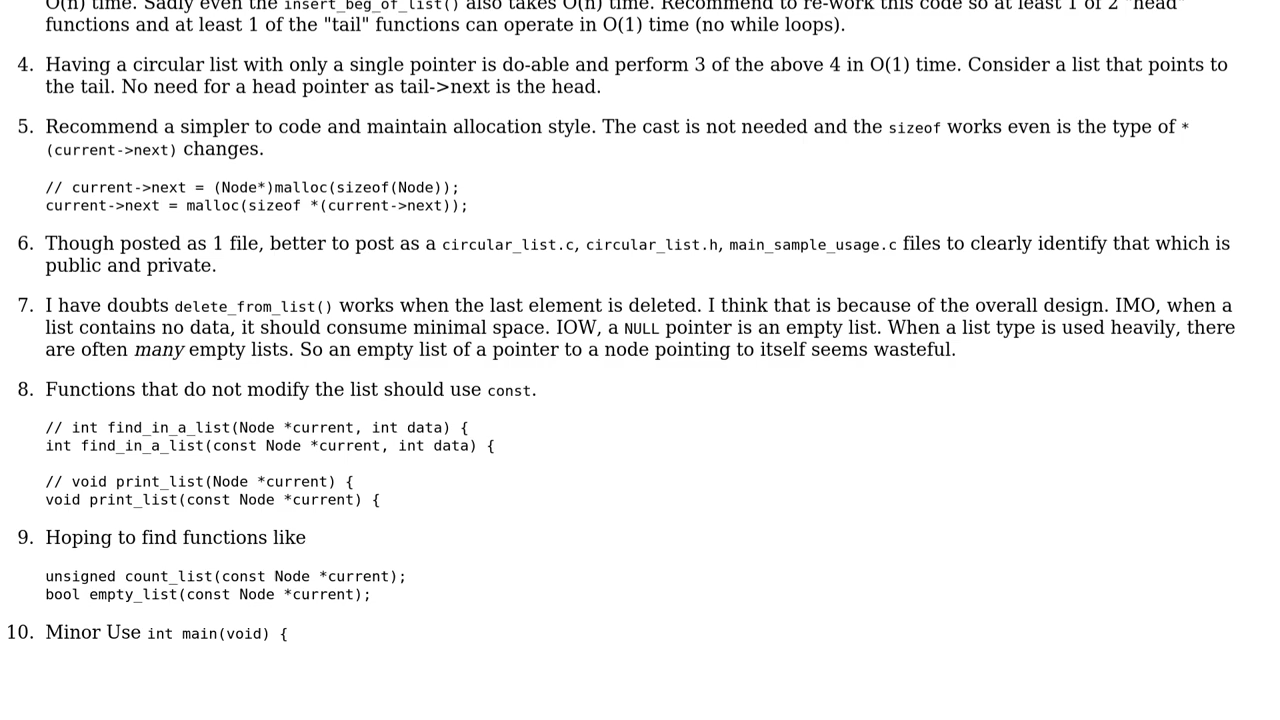 O(n) time. Sadly even the insert_beg_of_list() also takes O(n) time. Recommend to re-work this code so at least 1 of 2 "head"
functions and at least 1 of the "tail" functions can operate in O(1) time (no while loops).
4. Having a circular list with only a single pointer is do-able and perform 3 of the above 4 in O(1) time. Consider a list that points to
the tail. No need for a head pointer as tail->next is the head.
5. Recommend a simpler to code and maintain allocation style. The cast is not needed and the sizeof works even is the type of *
(current->next) changes.
// current->next = (Node*)malloc(sizeof(Node));
current->next = malloc(sizeof *(current->next));
6. Though posted as 1 file, better to post as a circular_list.c, circular_list.h, main_sample_usage.c files to clearly identify that which is
public and private.
7. I have doubts delete_from_list() works when the last element is deleted. I think that is because of the overall design. IMO, when a
list contains no data, it should consume minimal space. IOW, a NULL pointer is an empty list. When a list type is used heavily, there
are often many empty lists. So an empty list of a pointer to a node pointing to itself seems wasteful.
8. Functions that do not modify the list should use const.
// int find_in_a_list(Node *current, int data) {
int find_in_a_list(const Node *current, int data) {
// void print_list(Node *current) {
void print_list(const Node *current) {
9. Hoping to find functions like
unsigned count_list(const Node *current);
bool empty_list(const Node *current);
10. Minor Use int main(void) {